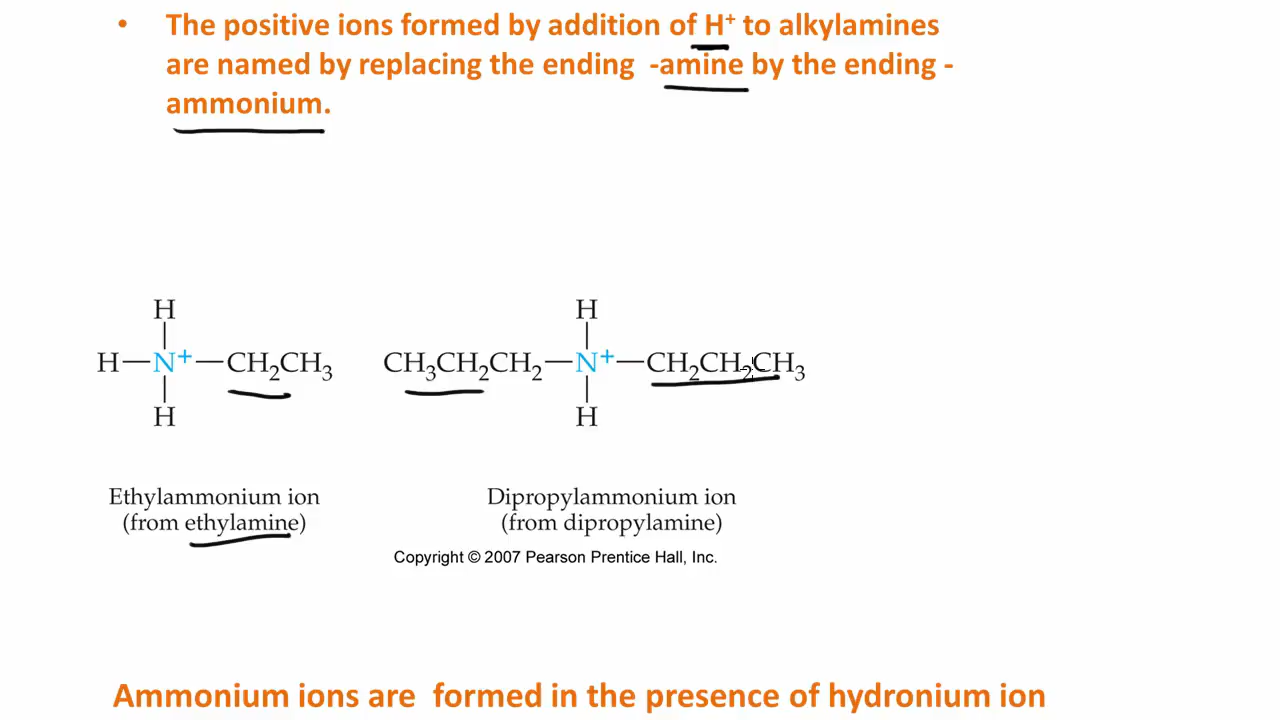 • The positive ions formed by addition of H⁺ to alkylamines
are named by replacing the ending -amine by the ending -
ammonium.
H H
H—N⁺—CH₂CH₃ CH₃CH₂CH₂—N⁺—CH₂CH₂CH₃
H H
Ethylammonium ion Dipropylammonium ion
(from ethylamine) (from dipropylamine)
Copyright © 2007 Pearson Prentice Hall, Inc.
Ammonium ions are formed in the presence of hydronium ion